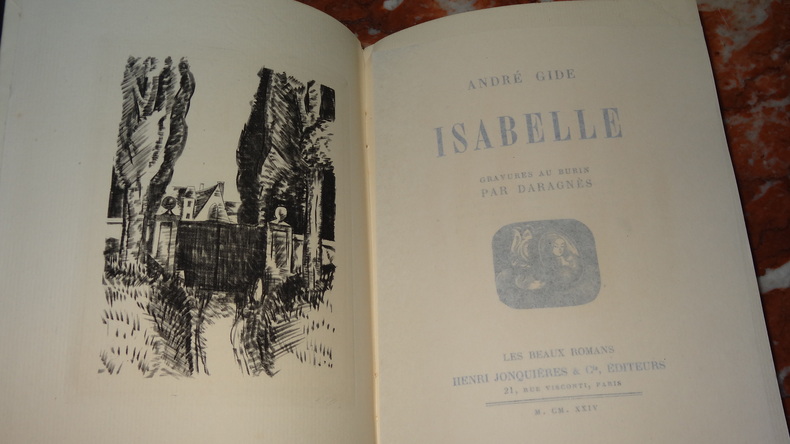 ANDRÉ GIDE
ISABELLE
GRAVURES AU BURIN
PAR DARAGNÈS
LES BEAUX ROMANS
HENRI JONQUIÈRES & Cie, ÉDITEURS
21, RUE VISCONTI, PARIS
M. CM. XXIV